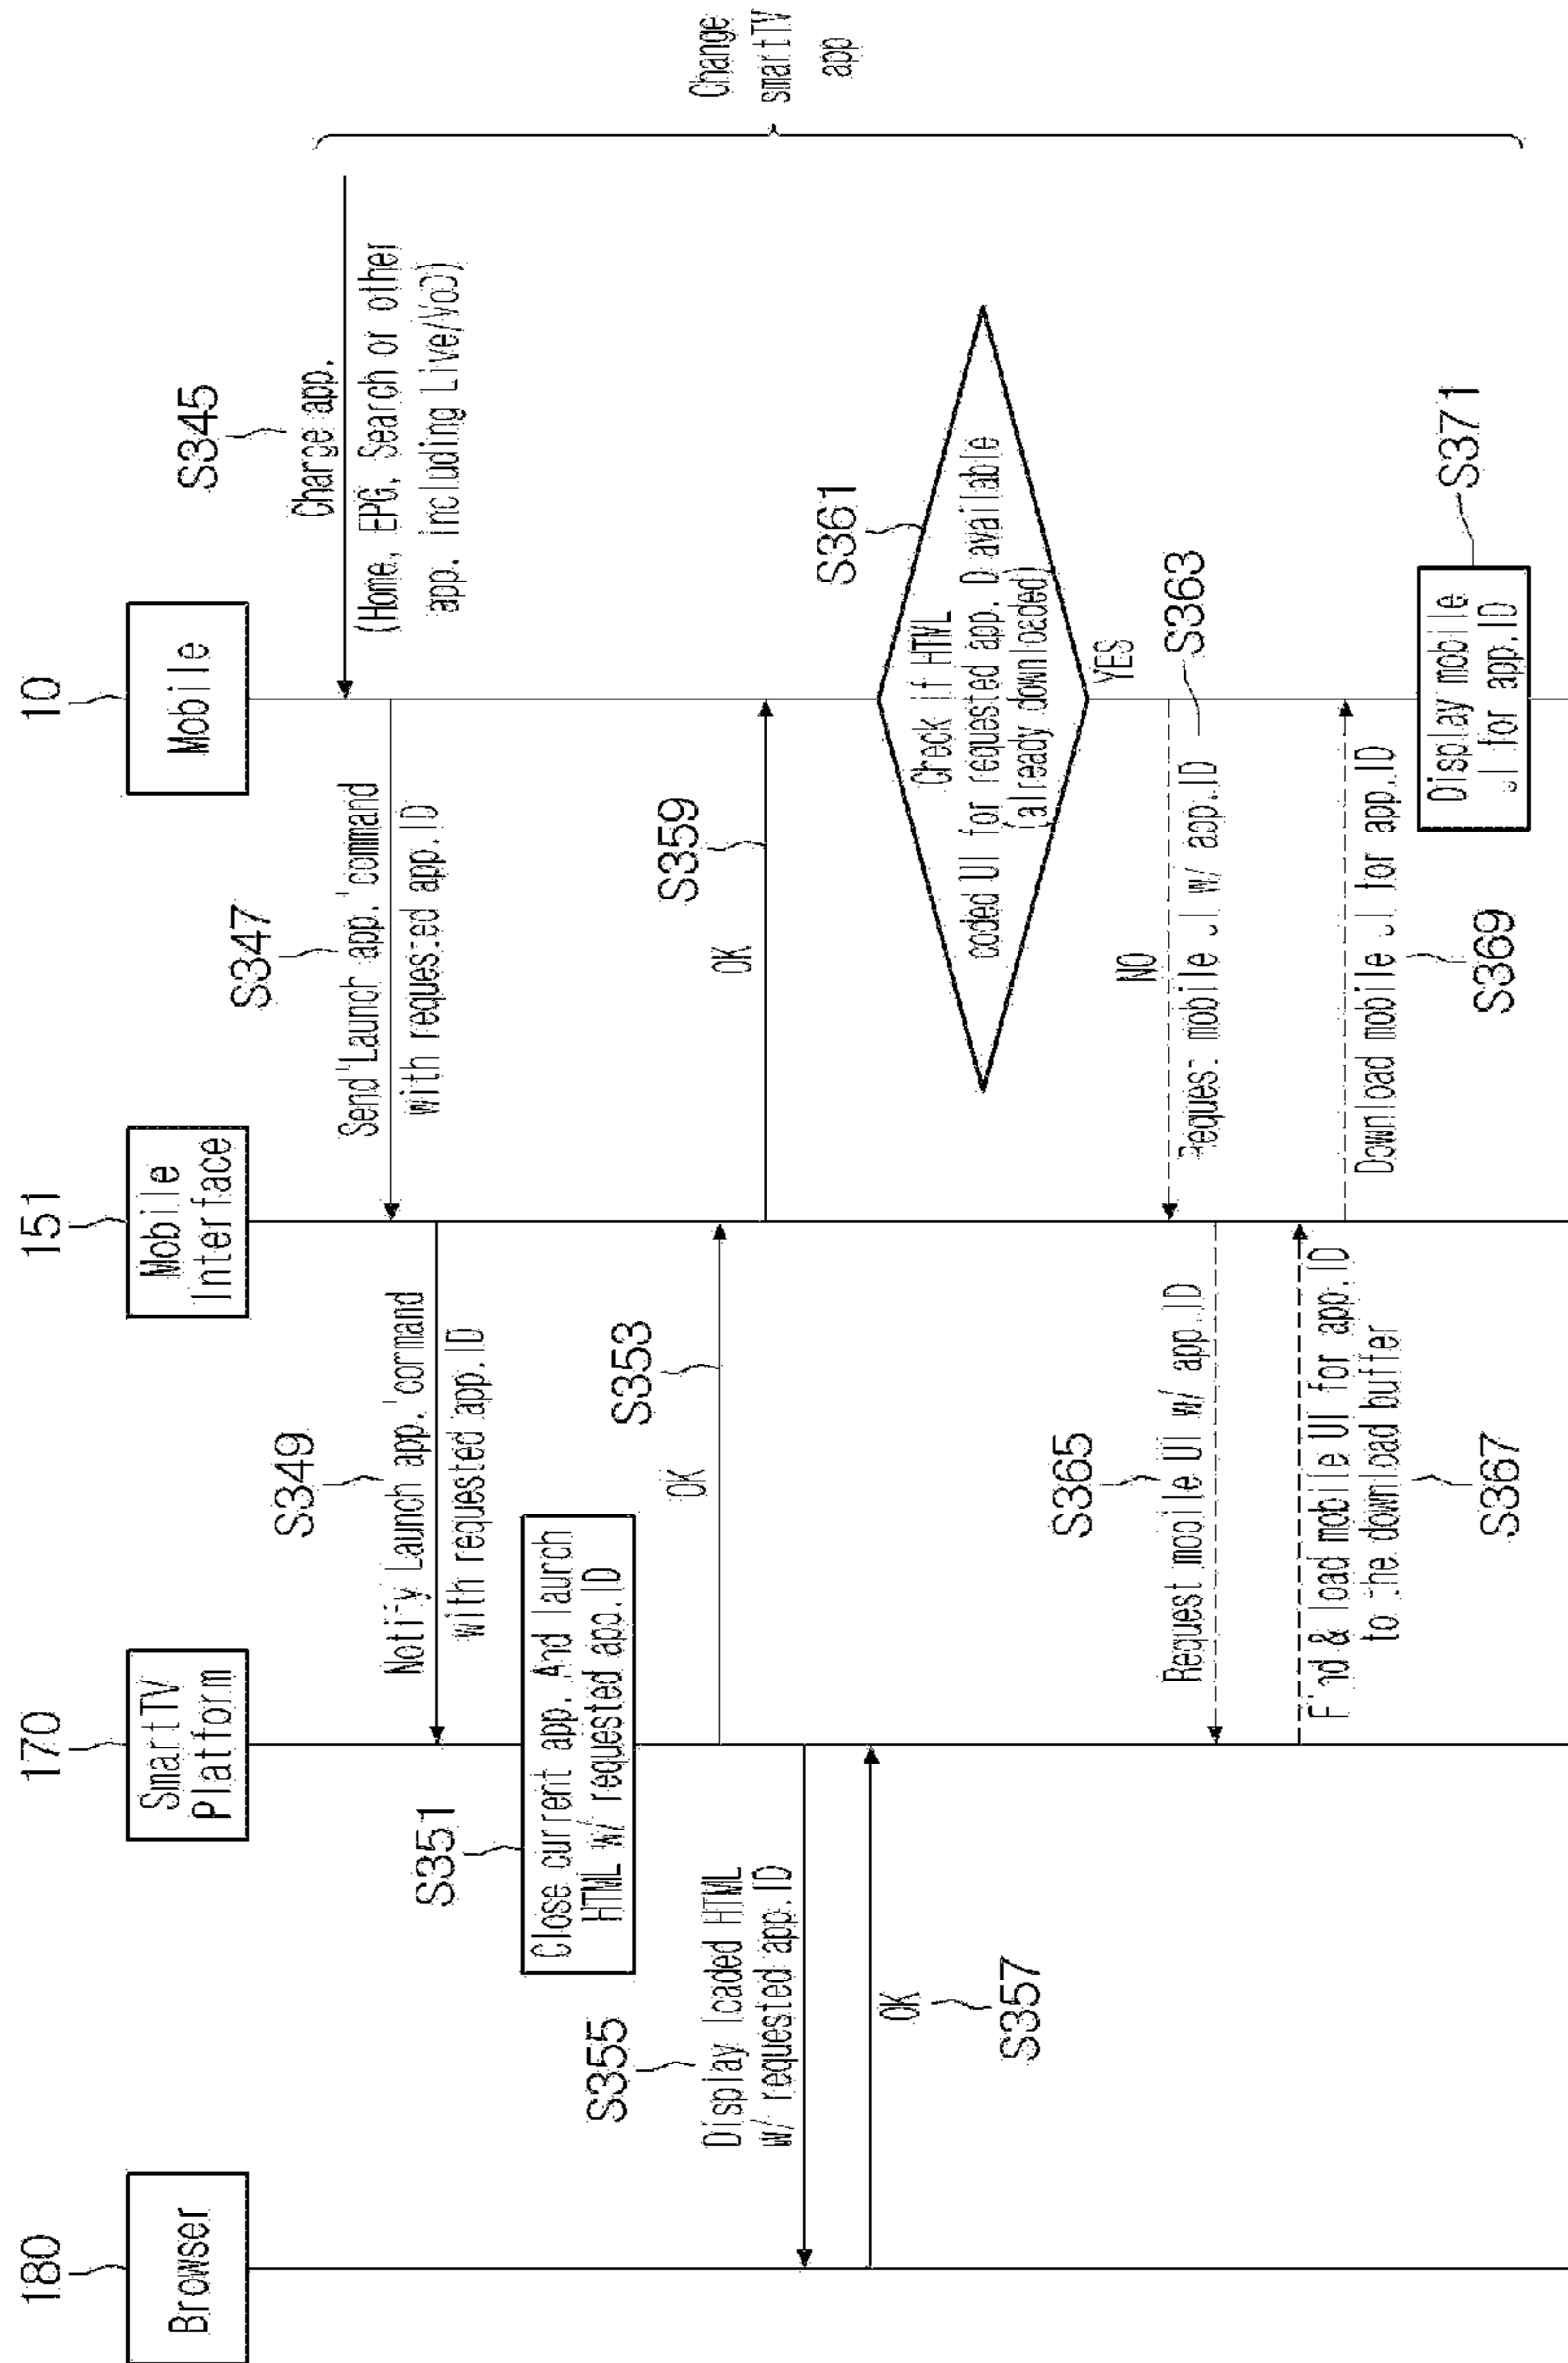 180
Browser
170
SmartTV
Platform
151
Mobile
Interface
10
Mobile
S345
Change app.
(Home, EPG, Search or other
app. including Live/VoD)
Change
smartTV
app
S347
Send'Launch app.'command
with requested app.ID
S349
Notify Launch app.'command
with requested app.ID
S351
Close current app. And launch
HTML w/ requested app.ID
S353
OK
S355
Display loaded HTML
w/ requested app.ID
S359
OK
OK
S357
S361
Check if HTML
coded UI for requested app. ID available
(already downloaded)
YES
NO
S363
Request mobile UI w/ app.ID
S365
Request mobile UI w/ app.ID
Find & load mobile UI for app.ID
to the download buffer
S367
Download mobile UI for app.ID
S369
Display mobile
UI for app.ID
S371